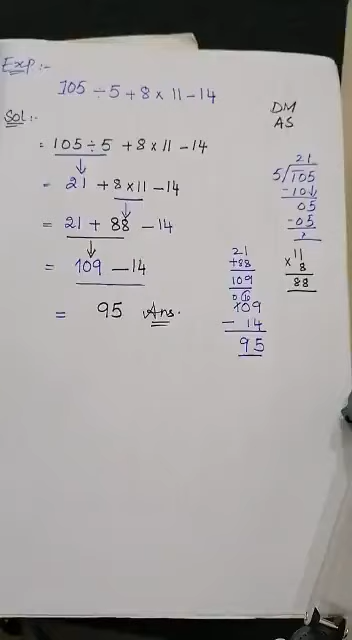 Exp:-
105 ÷ 5 + 8 × 11 - 14
DM
AS
Sol:-
= 105 ÷ 5 + 8 × 11 - 14
= 21 + 8 × 11 - 14
= 21 + 88 - 14
= 109 - 14
= 95 Ans.
21
5 105
-10↓
05
-05
×
11
× 8
88
21
+88
109
109
- 14
95